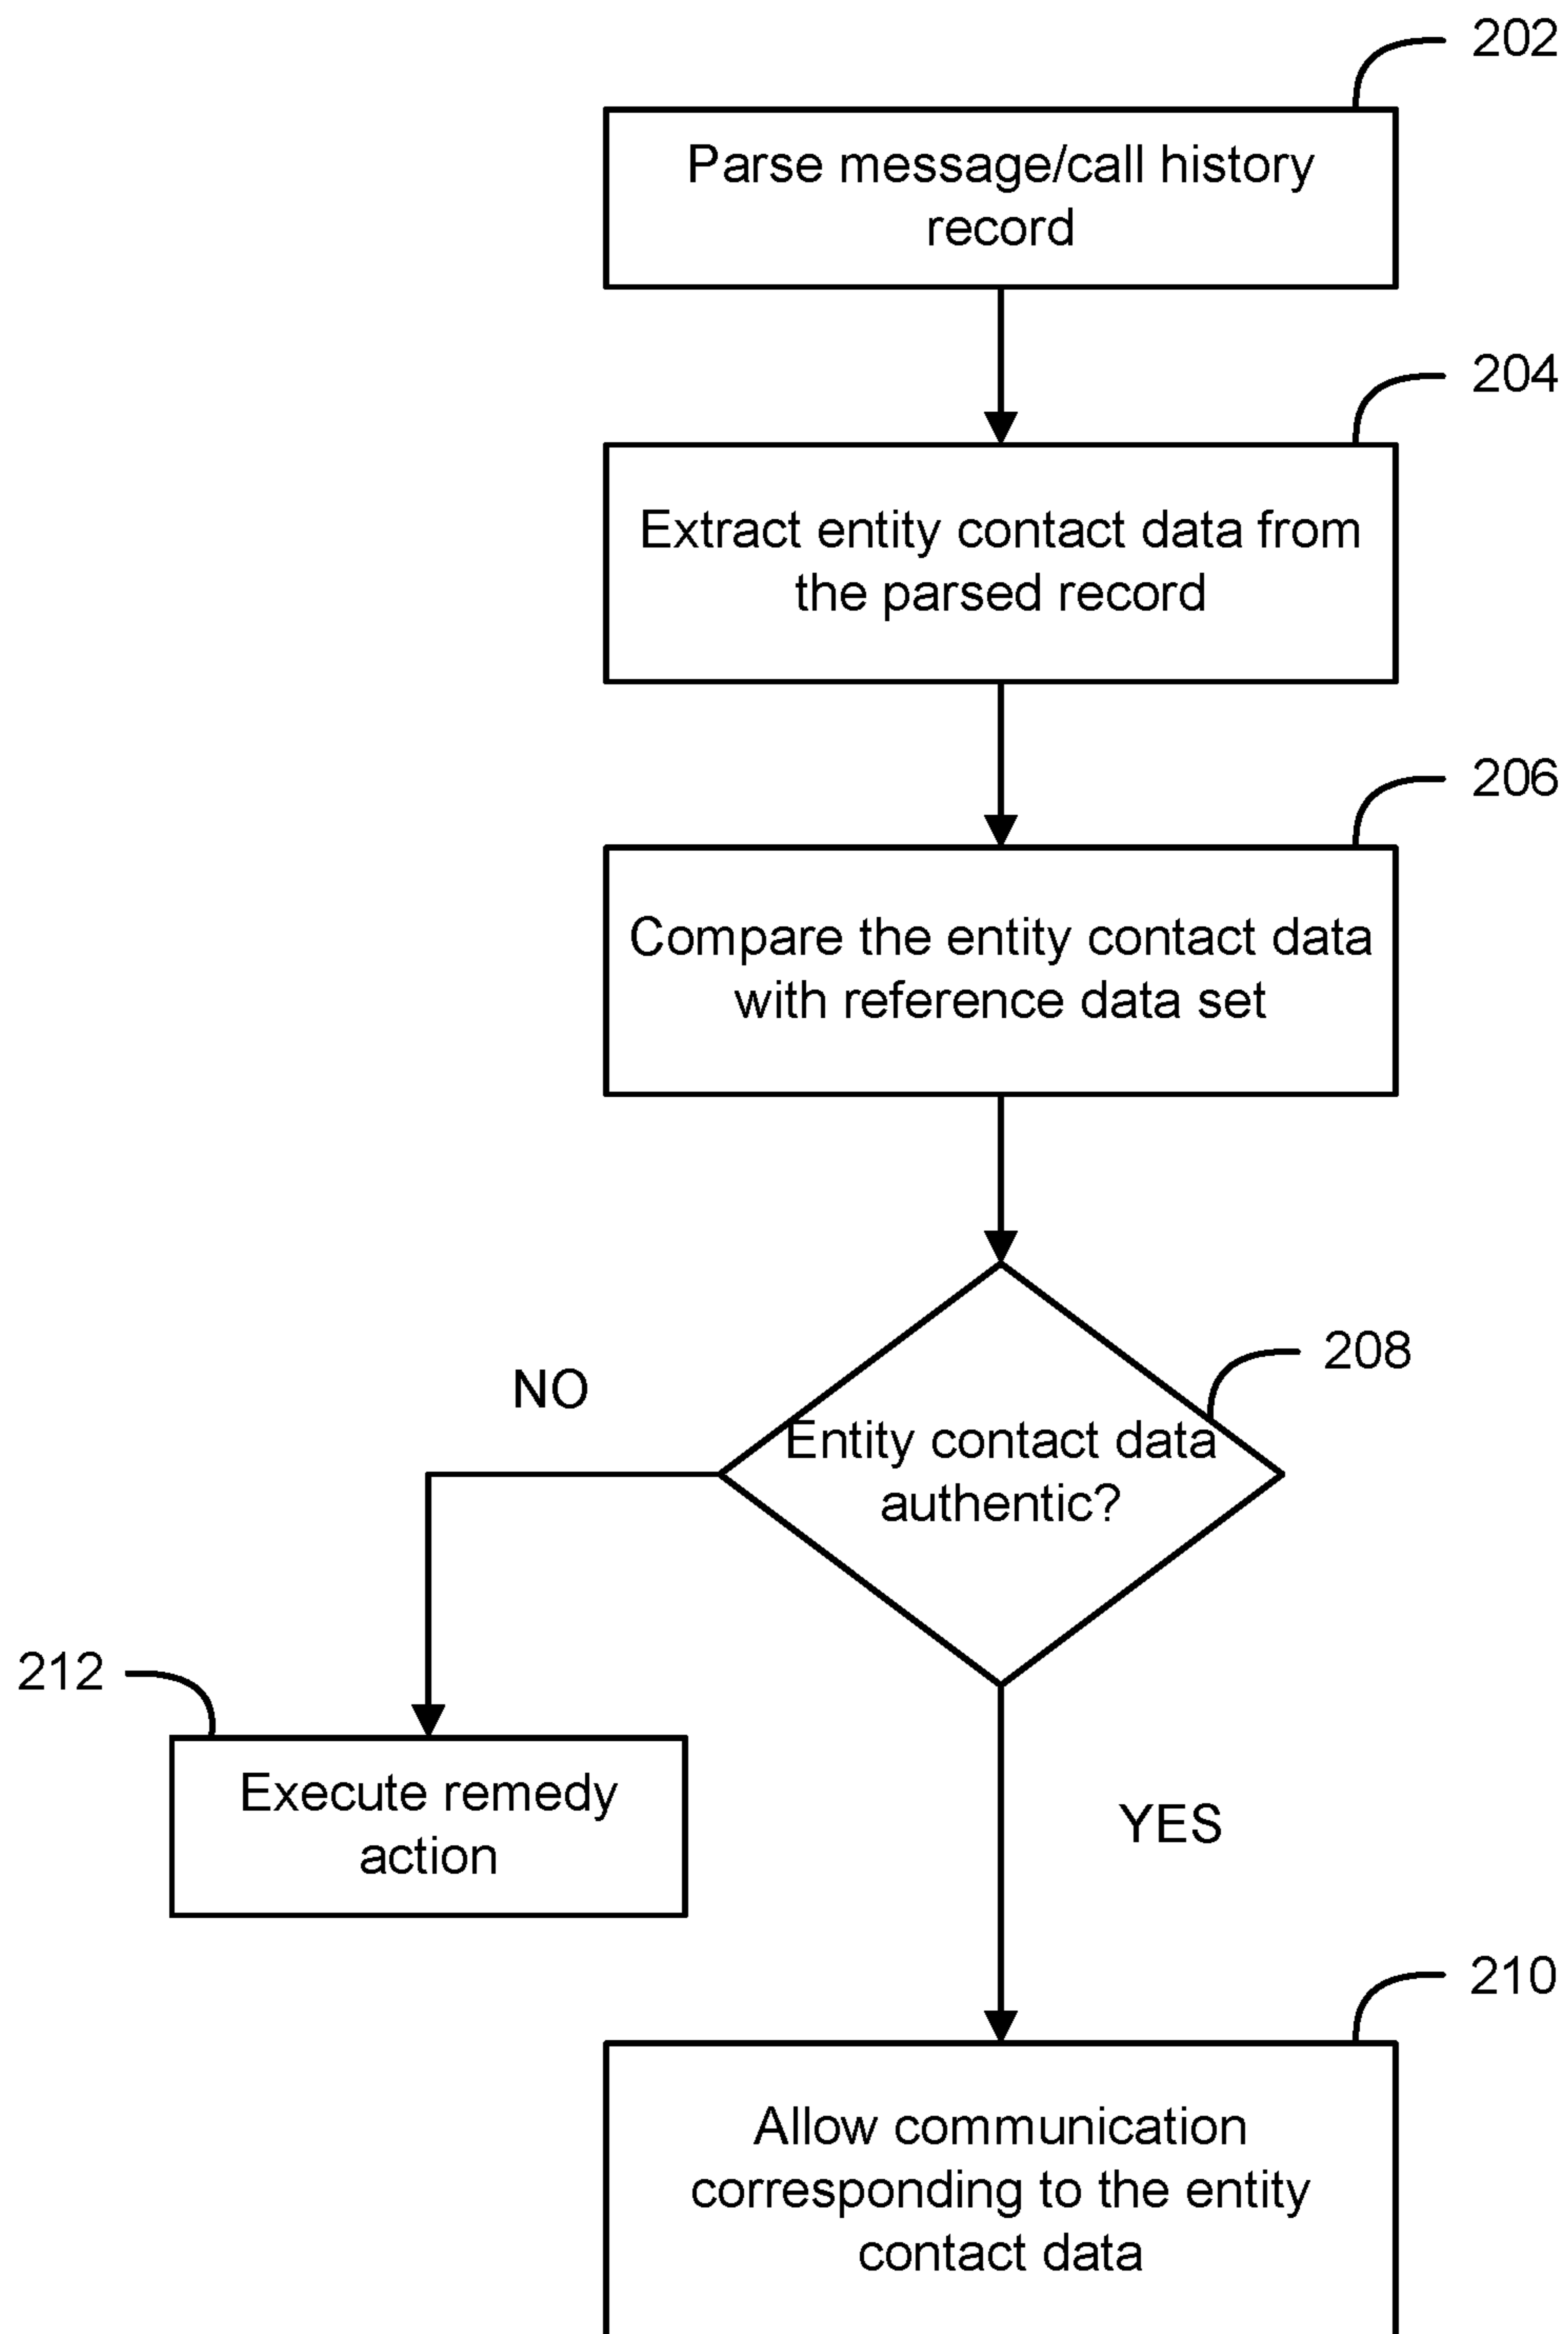 202
Parse message/call history
record
204
Extract entity contact data from
the parsed record
206
Compare the entity contact data
with reference data set
208
NO
Entity contact data
authentic?
212
Execute remedy
action
YES
210
Allow communication
corresponding to the entity
contact data